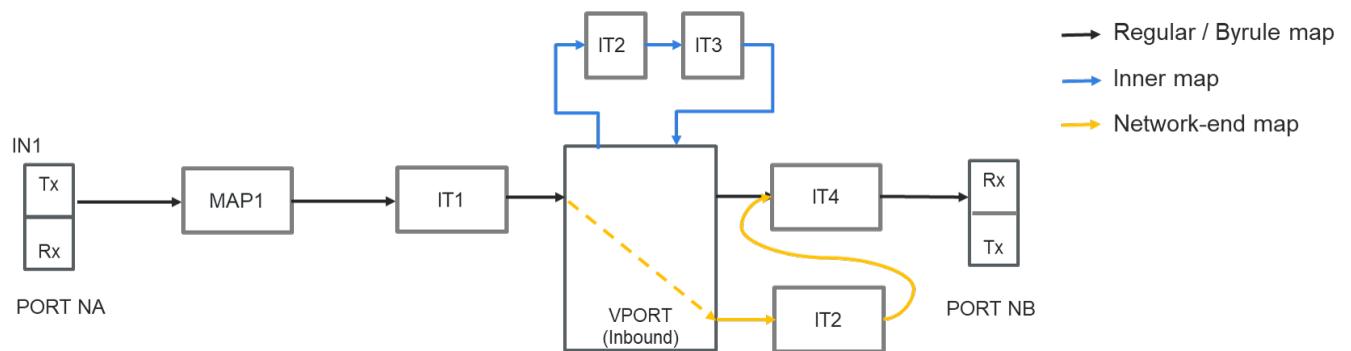 IT2
IT3
Regular / Byrule map
Inner map
Network-end map
IN1
Tx
Rx
PORT NA
MAP1
IT1
VPORT
(Inbound)
IT4
IT2
Rx
Tx
PORT NB